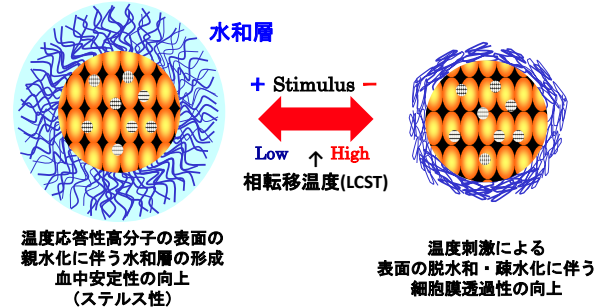 水和層
+ Stimulus −
Low ↑ High
相転移温度(LCST)
温度応答性高分子の表面の
親水化に伴う水和層の形成
血中安定性の向上
（ステルス性）
温度刺激による
表面の脱水和・疎水化に伴う
細胞膜透過性の向上